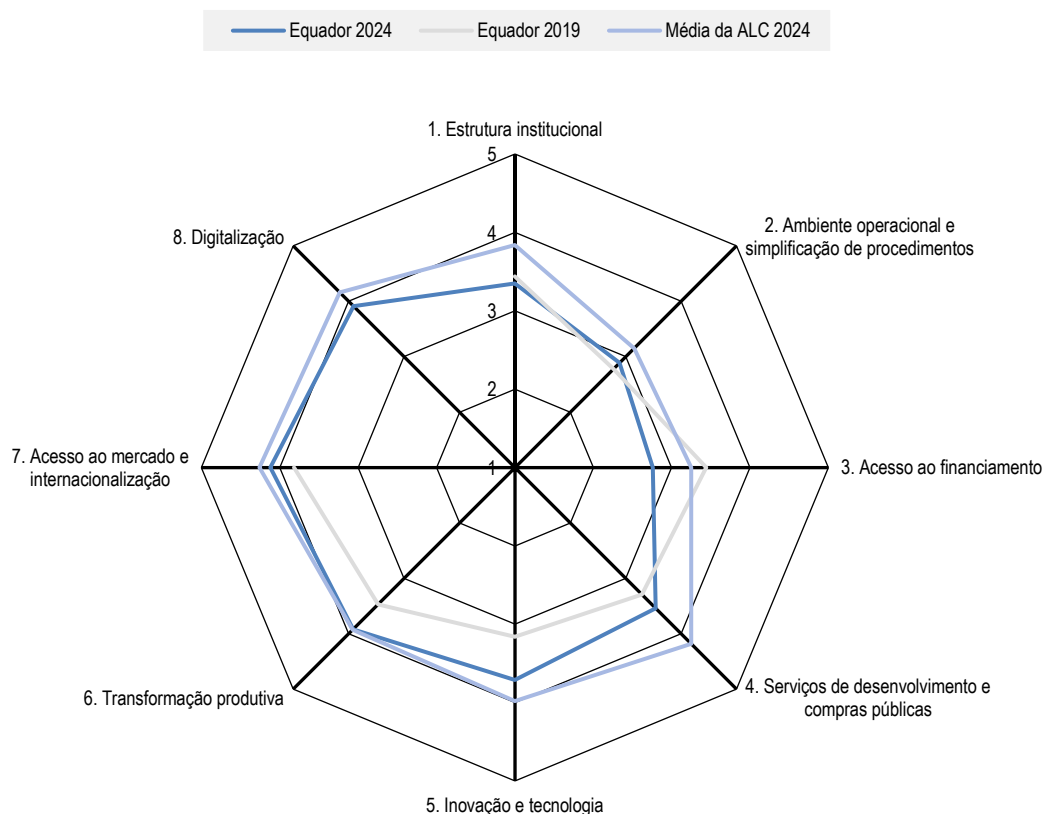 Equador 2024 Equador 2019 Média da ALC 2024
1. Estrutura institucional
5
4
3
2
1
2. Ambiente operacional e
simplificação de procedimentos
3. Acesso ao financiamento
4. Serviços de desenvolvimento e
compras públicas
5. Inovação e tecnologia
6. Transformação produtiva
7. Acesso ao mercado e
internacionalização
8. Digitalização